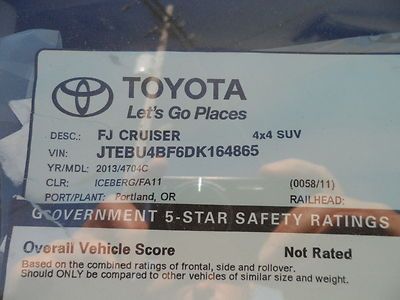 TOYOTA
Let's Go Places
DESC.: FJ CRUISER 4x4 SUV
VIN: JTEBU4BF6DK164865
YR/MDL: 2013/4704C
CLR: ICEBERG/FA11 (0058/11)
PORT/PLANT: Portland, OR RAILHEAD:
GOVERNMENT 5-STAR SAFETY RATINGS
Overall Vehicle Score Not Rated
Based on the combined ratings of frontal, side and rollover.
Should ONLY be compared to other vehicles of similar size and weight.